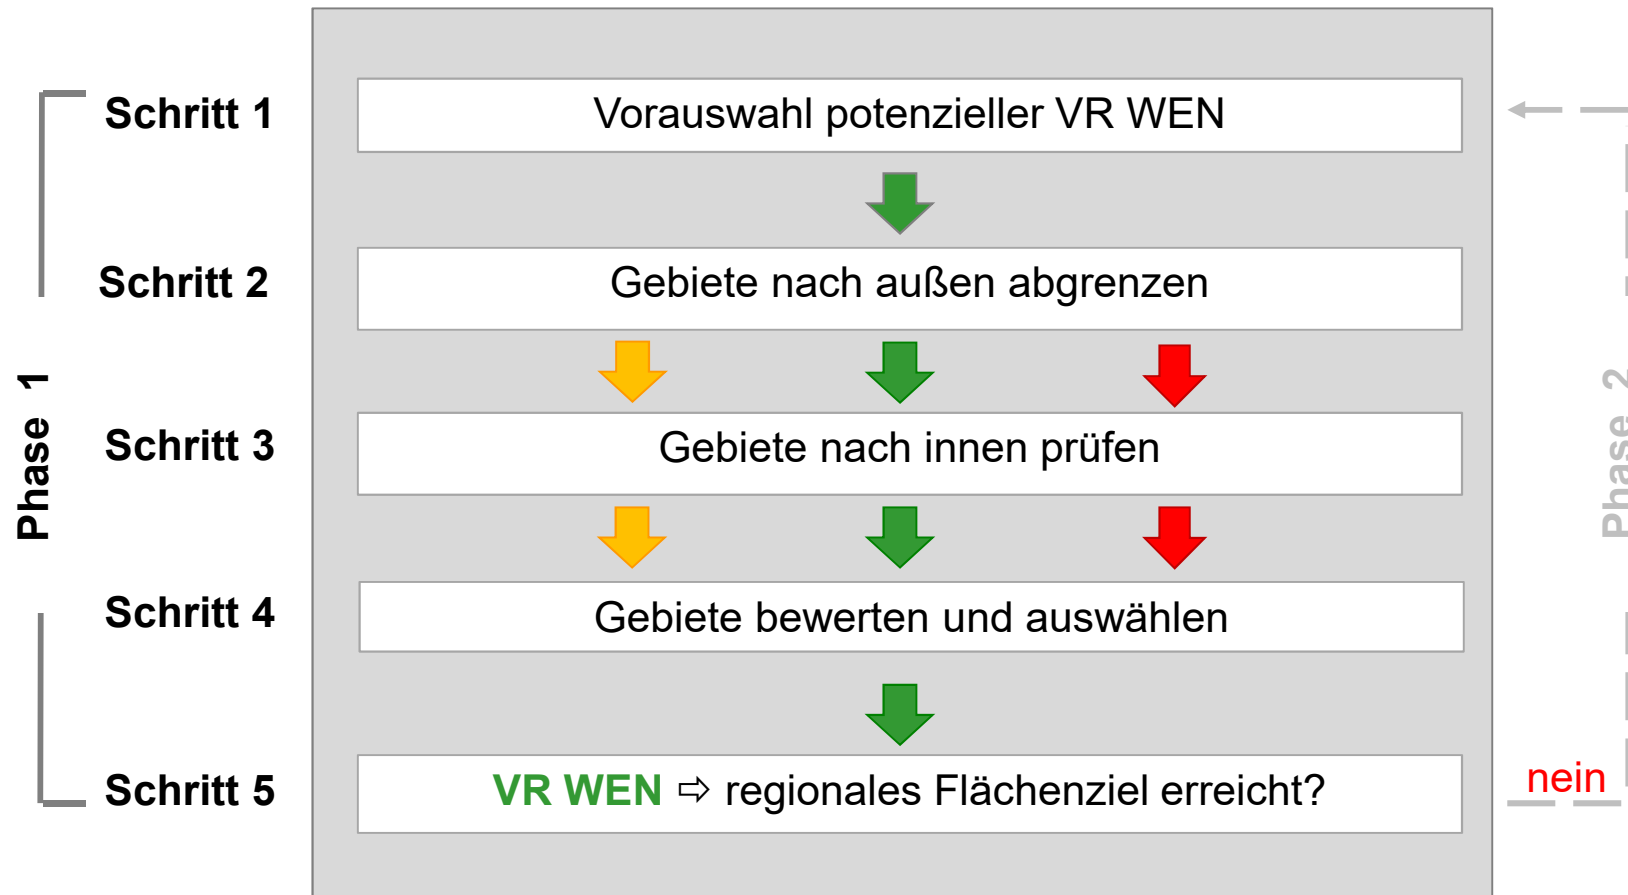 Schritt 1
Vorauswahl potenzieller VR WEN
Schritt 2
Gebiete nach außen abgrenzen
Phase 1
Schritt 3
Gebiete nach innen prüfen
Phase 2
Schritt 4
Gebiete bewerten und auswählen
Schritt 5
VR WEN ⇨ regionales Flächenziel erreicht?
nein